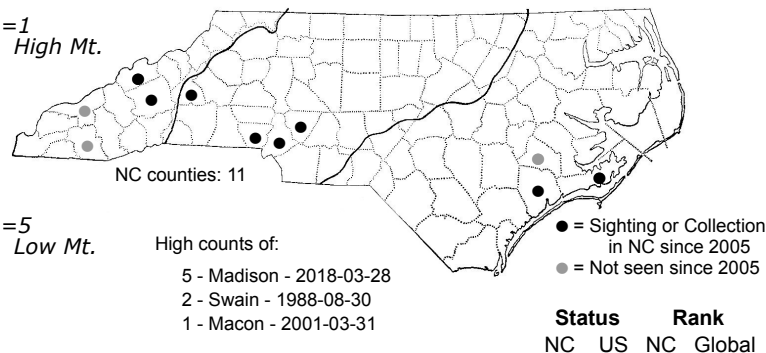 =1
High Mt.
NC counties: 11
=5
Low Mt.
High counts of:
5 - Madison - 2018-03-28
2 - Swain - 1988-08-30
1 - Macon - 2001-03-31
= Sighting or Collection
in NC since 2005
= Not seen since 2005
Status Rank
NC US NC Global